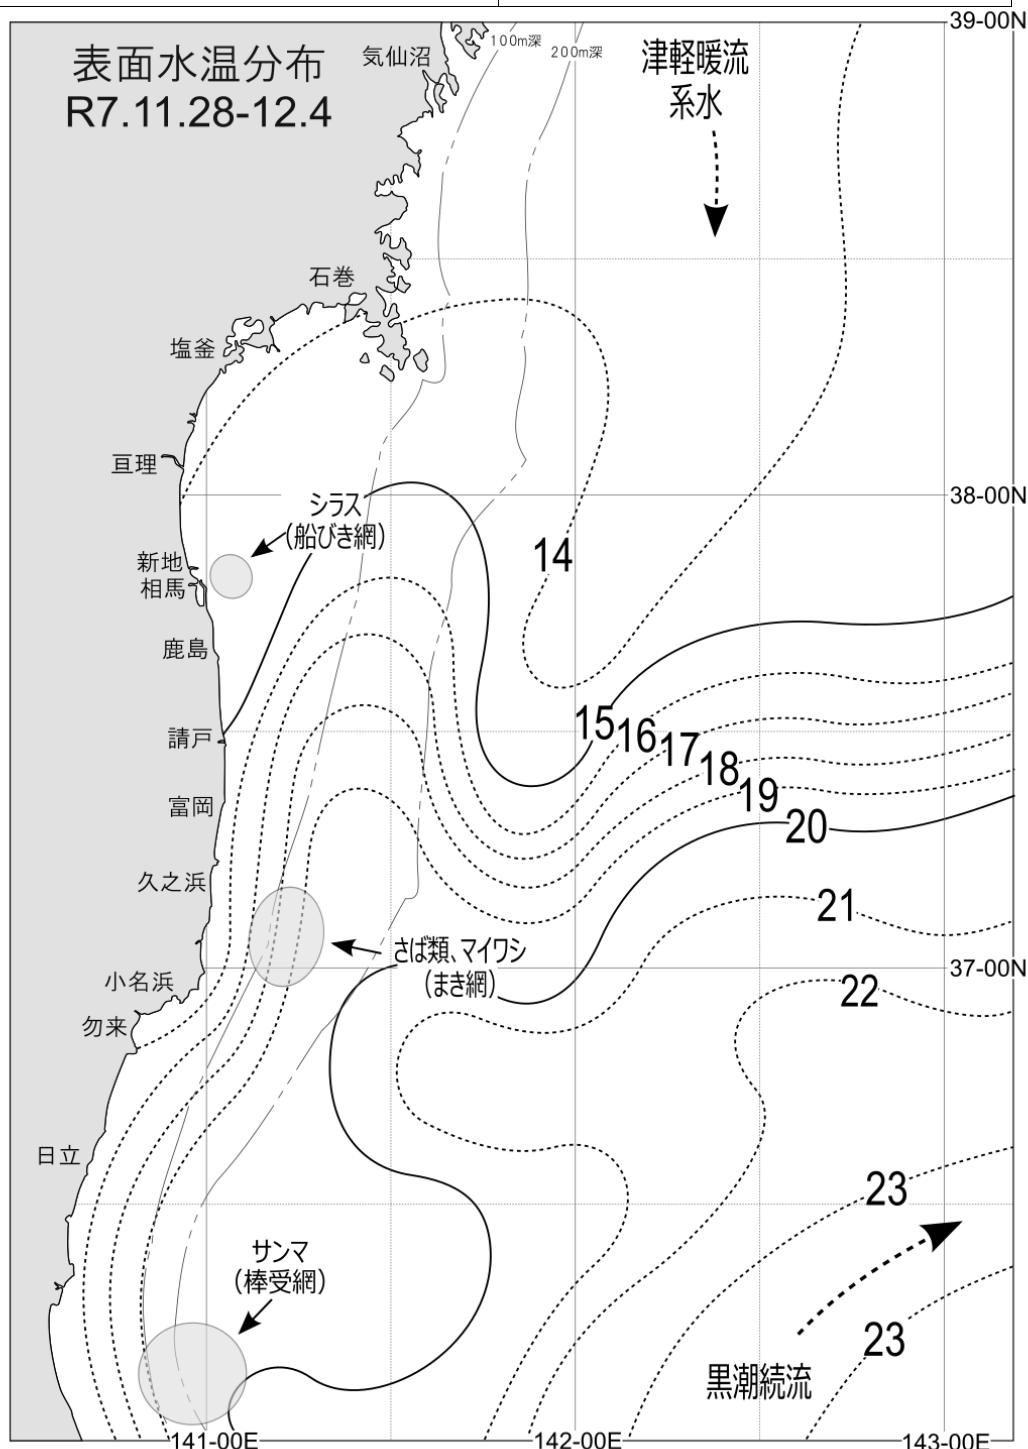 39-00N
表面水温分布
R7.11.28-12.4
気仙沼
100m深
200m深
津軽暖流
系水
石巻
塩釜
亘理
38-00N
シラス
(船びき網)
新地
相馬
14
鹿島
請戸
15
16
17
18
19
20
富岡
久之浜
21
さば類、マイワシ
(まき網)
37-00N
小名浜
22
勿来
日立
23
サンマ
(棒受網)
23
黒潮続流
141-00E
142-00E
143-00E